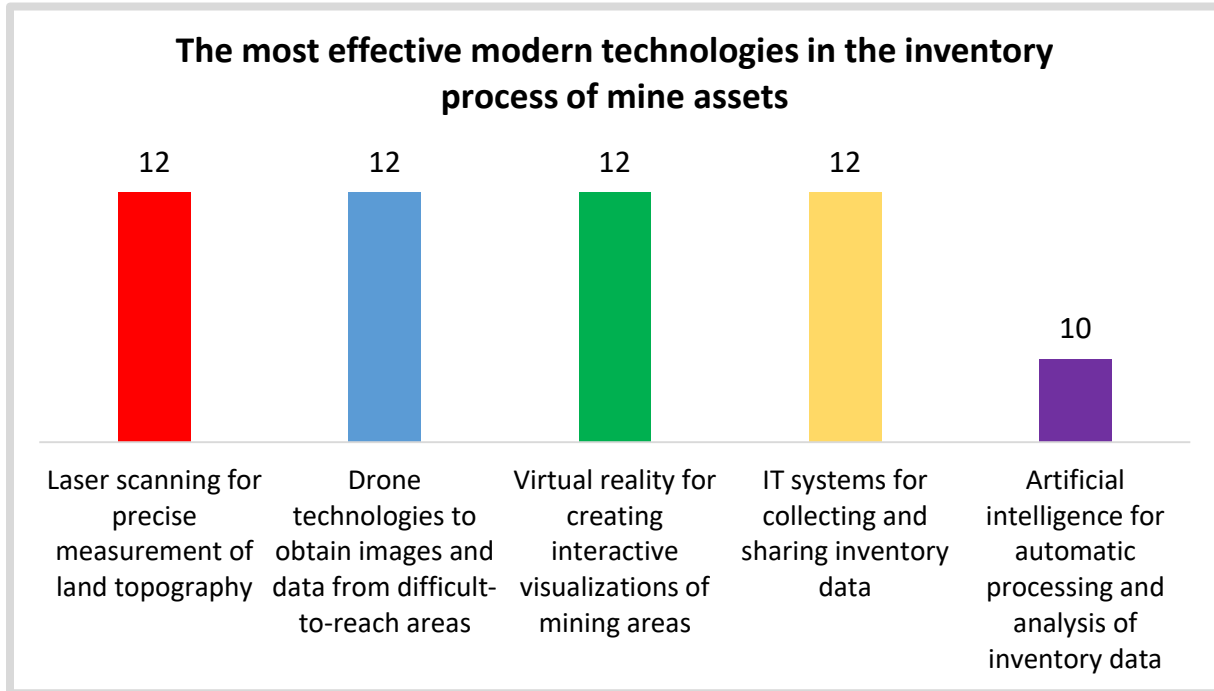 The most effective modern technologies in the inventory
process of mine assets
12
12
12
12
10
Laser scanning for
precise
measurement of
land topography
Drone
technologies to
obtain images and
data from difficult-
to-reach areas
Virtual reality for
creating
interactive
visualizations of
mining areas
IT systems for
collecting and
sharing inventory
data
Artificial
intelligence for
automatic
processing and
analysis of
inventory data